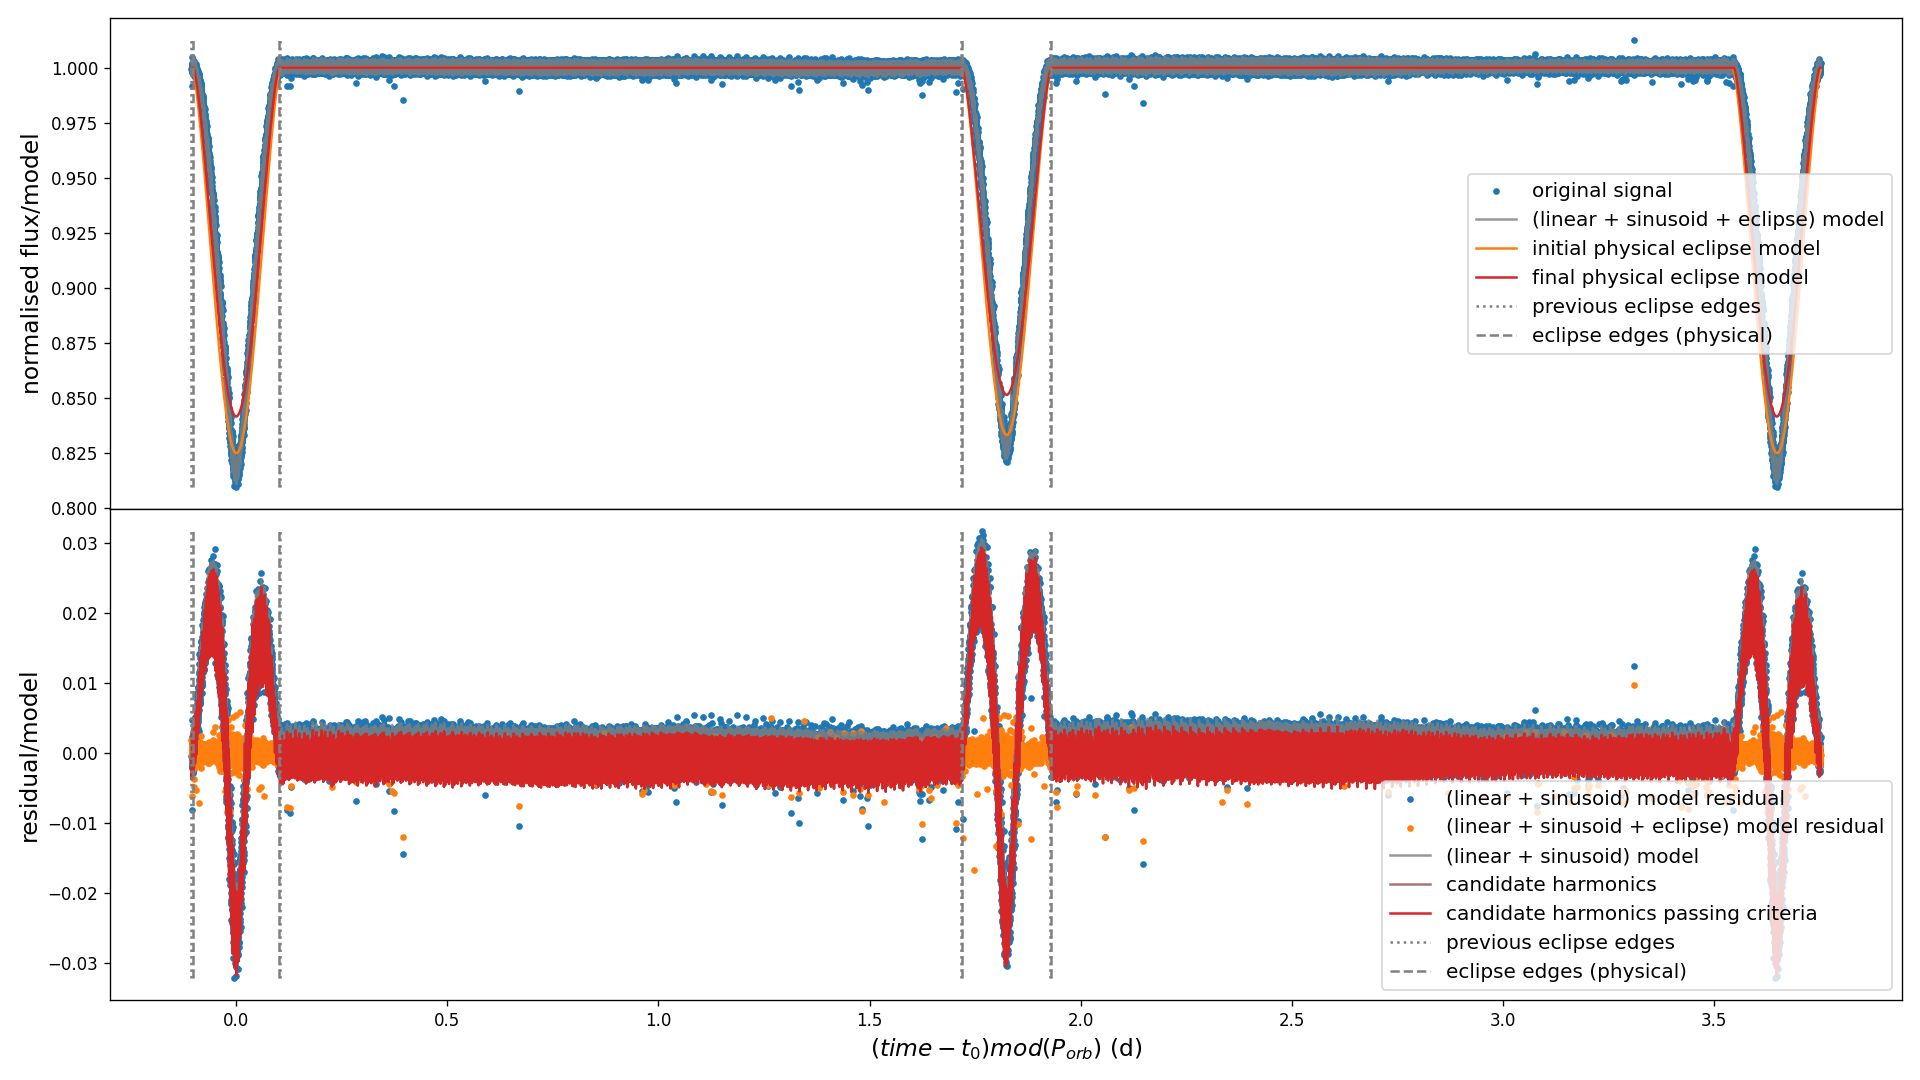 normalised flux/model
1.000
0.975
0.950
0.925
0.900
0.875
0.850
0.825
0.800
original signal
(linear + sinusoid + eclipse) model
initial physical eclipse model
final physical eclipse model
previous eclipse edges
eclipse edges (physical)
residual/model
0.03
0.02
0.01
0.00
−0.01
−0.02
−0.03
(linear + sinusoid) model residual
(linear + sinusoid + eclipse) model residual
(linear + sinusoid) model
candidate harmonics
candidate harmonics passing criteria
previous eclipse edges
eclipse edges (physical)
0.0 0.5 1.0 1.5 2.0 2.5 3.0 3.5
(time − t₀)mod(Pₒᵣb) (d)